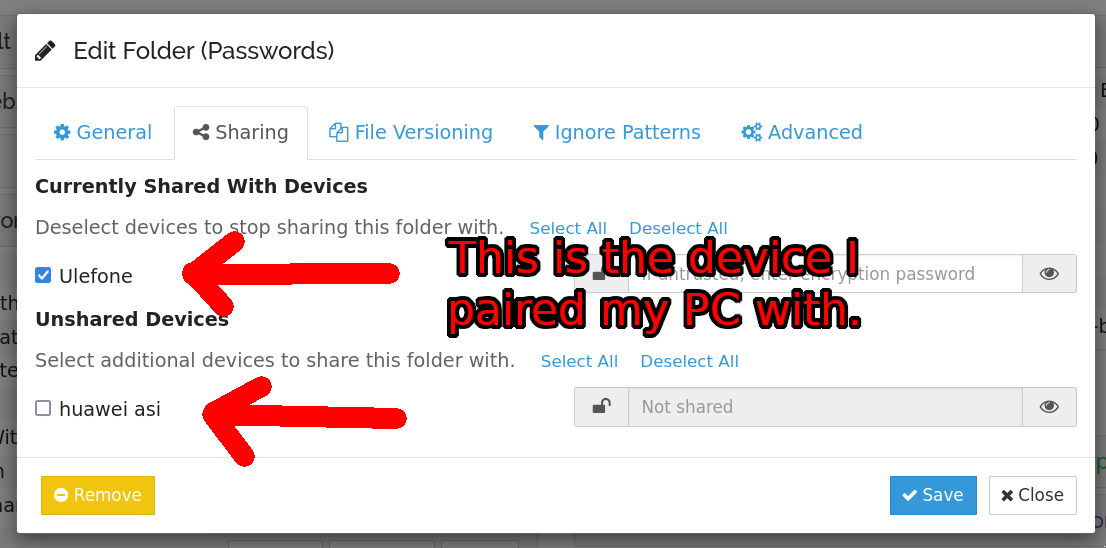 Edit Folder (Passwords)
General Sharing File Versioning Ignore Patterns Advanced
Currently Shared With Devices
Deselect devices to stop sharing this folder with. Select All Deselect All
This is the device I
paired my PC with.
Ulefone
If untrusted, enter encryption password
Unshared Devices
Select additional devices to share this folder with. Select All Deselect All
huawei asi
Not shared
Remove
Save
Close